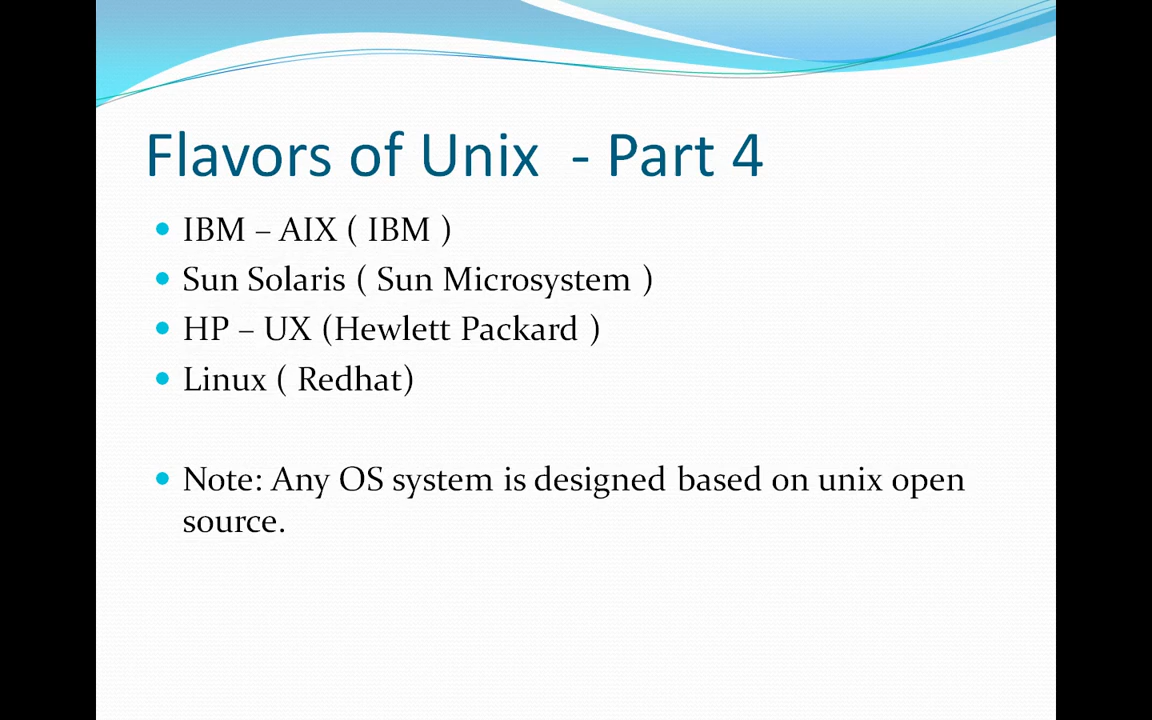 Flavors of Unix  - Part 4
IBM – AIX ( IBM )
Sun Solaris ( Sun Microsystem )
HP – UX (Hewlett Packard )
Linux ( Redhat)
Note: Any OS system is designed based on unix open
source.